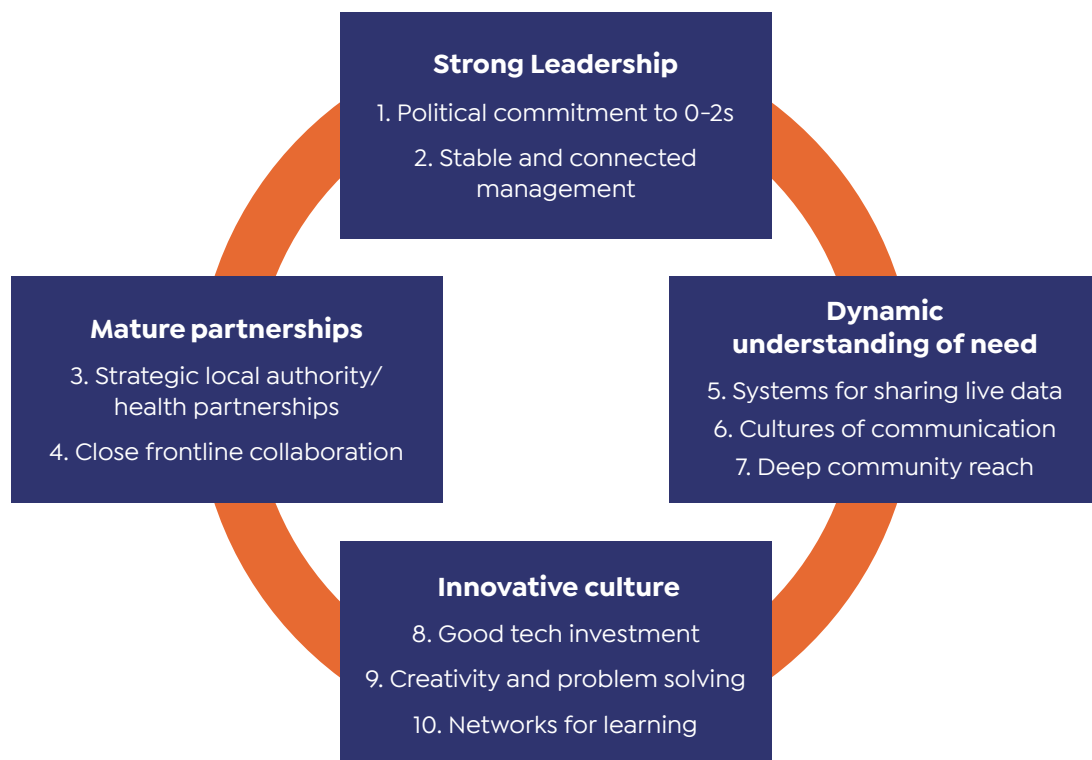 Strong Leadership
1. Political commitment to 0-2s
2. Stable and connected
management
Mature partnerships
3. Strategic local authority/
health partnerships
4. Close frontline collaboration
Dynamic
understanding of need
5. Systems for sharing live data
6. Cultures of communication
7. Deep community reach
Innovative culture
8. Good tech investment
9. Creativity and problem solving
10. Networks for learning